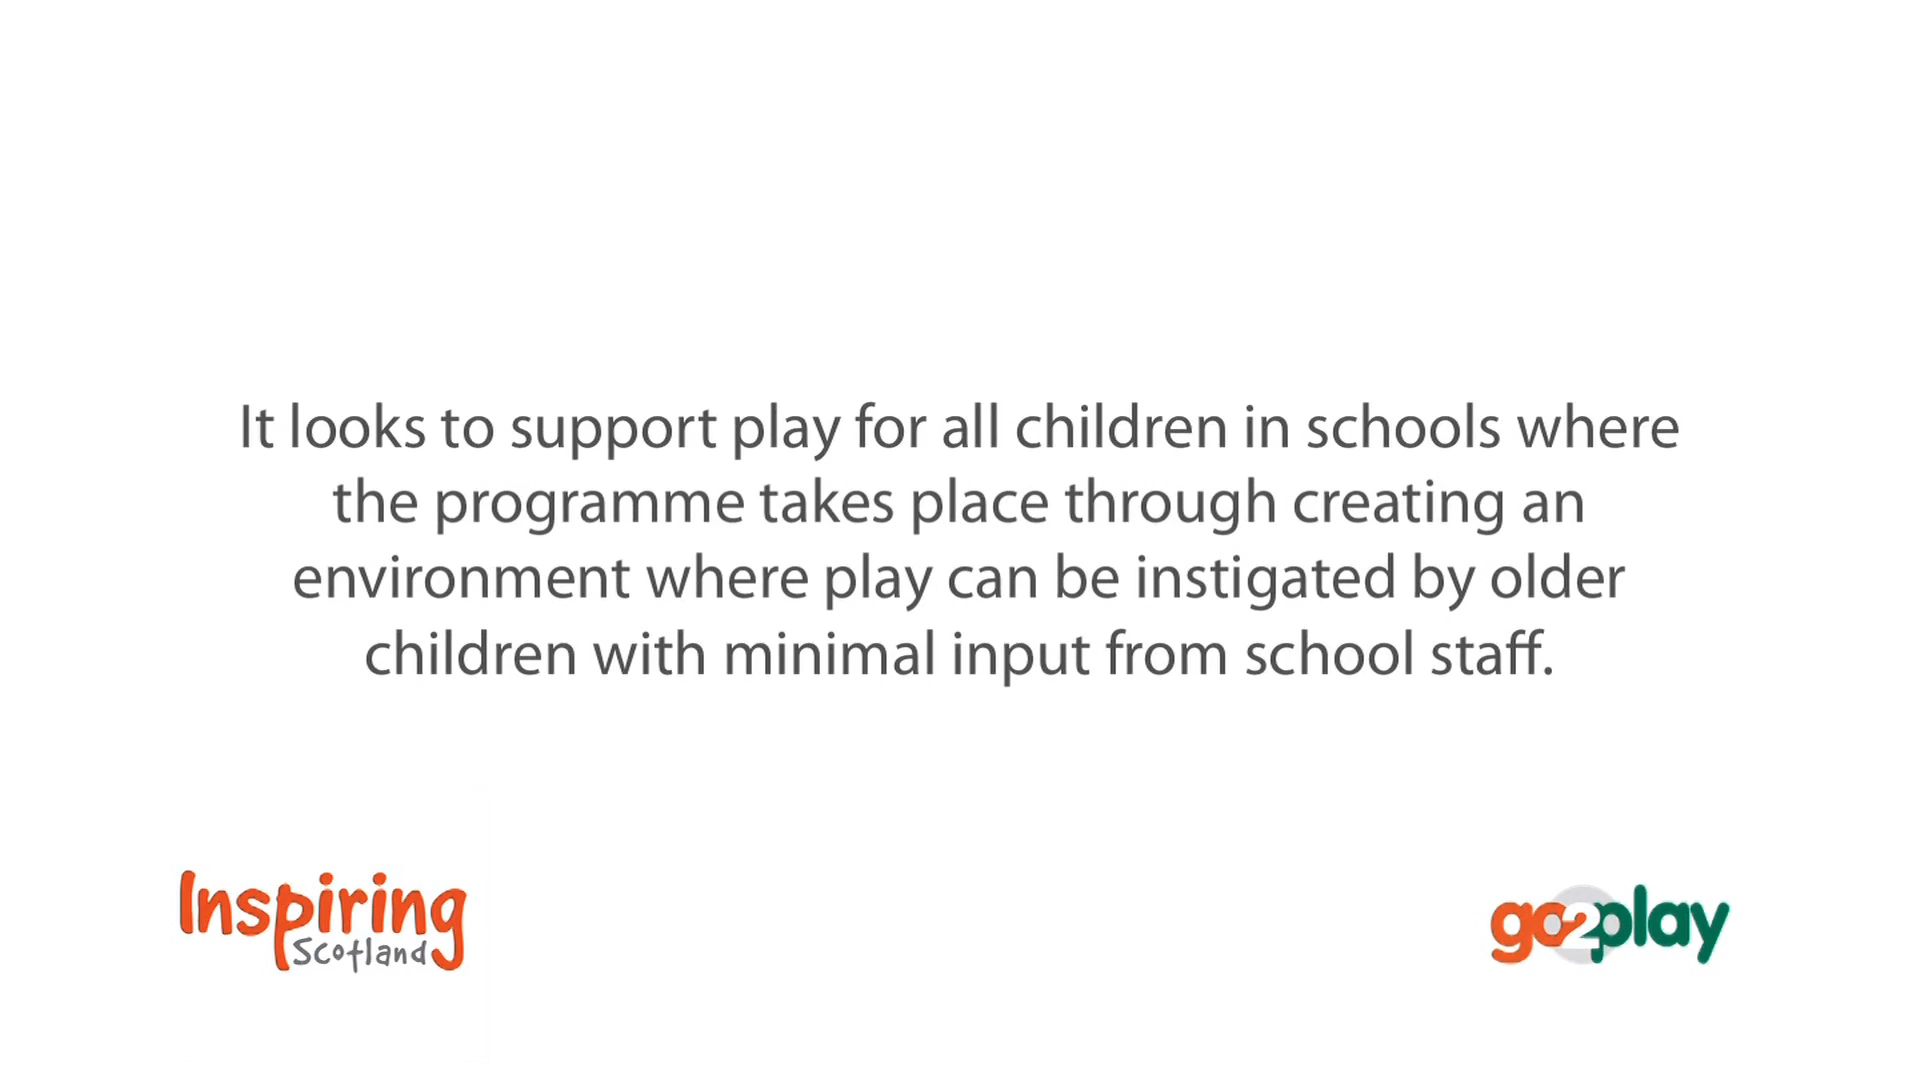 It looks to support play for all children in schools where
the programme takes place through creating an
environment where play can be instigated by older
children with minimal input from school staff.
Inspiring
Scotland
go2play